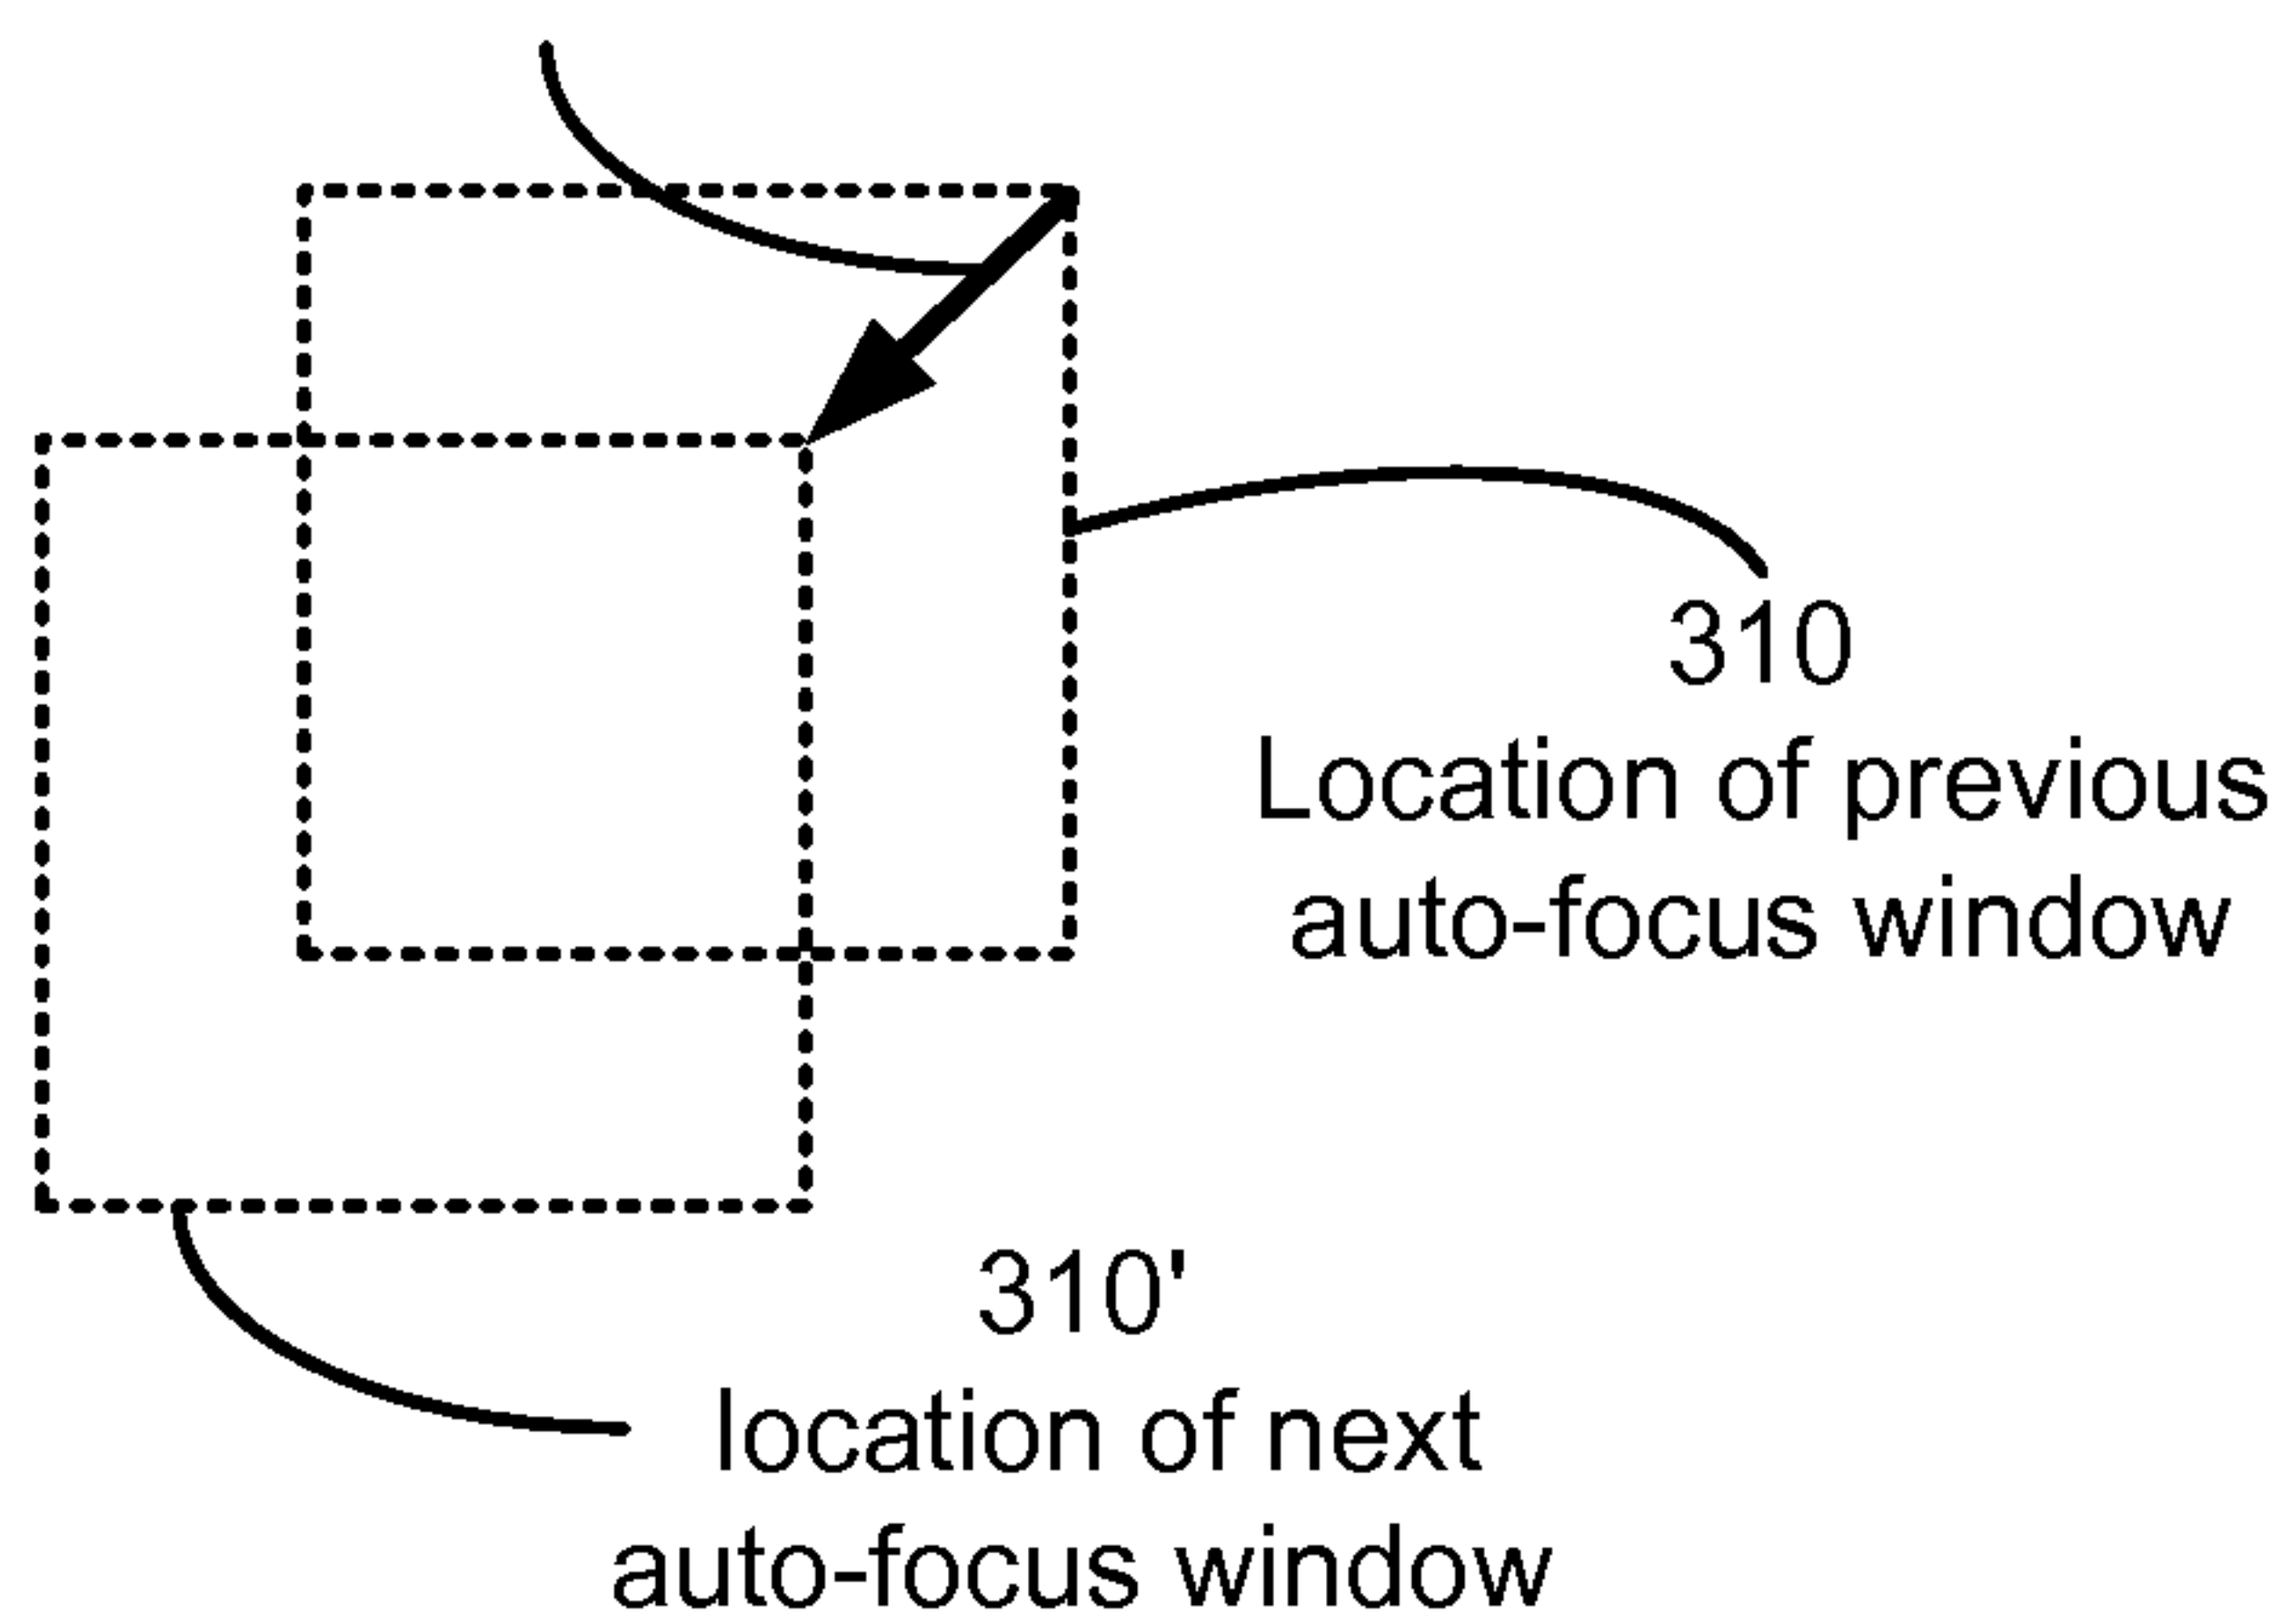 310
Location of previous
auto-focus window
310'
location of next
auto-focus window